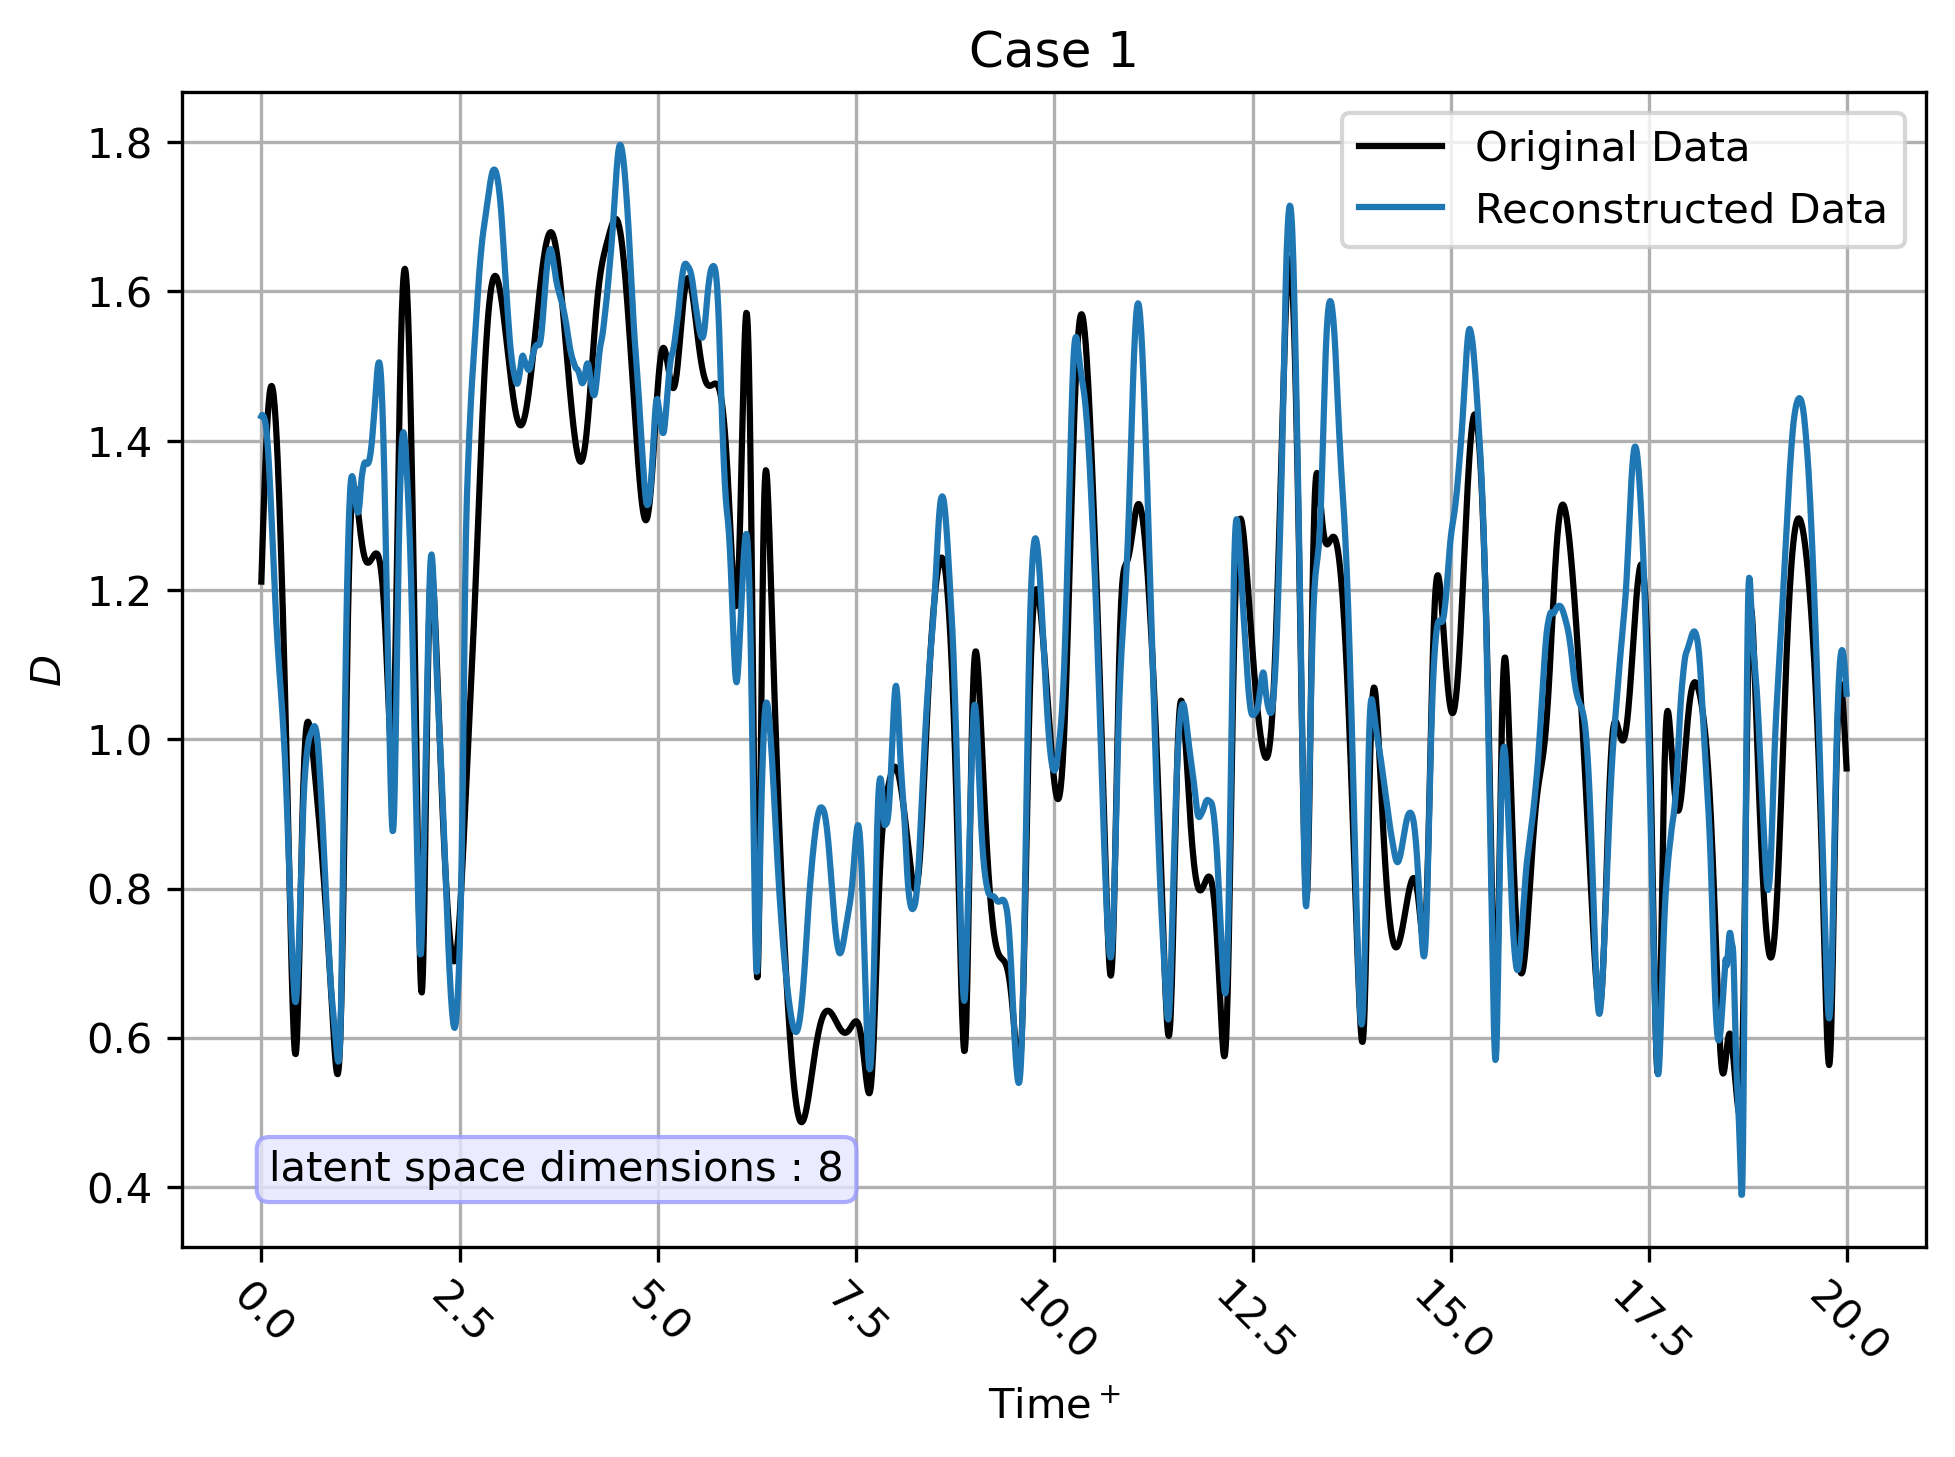 Case 1
Original Data
Reconstructed Data
D
1.8
1.6
1.4
1.2
1.0
0.8
0.6
0.4
latent space dimensions : 8
0.0
2.5
5.0
7.5
10.0
12.5
15.0
17.5
20.0
Time⁺